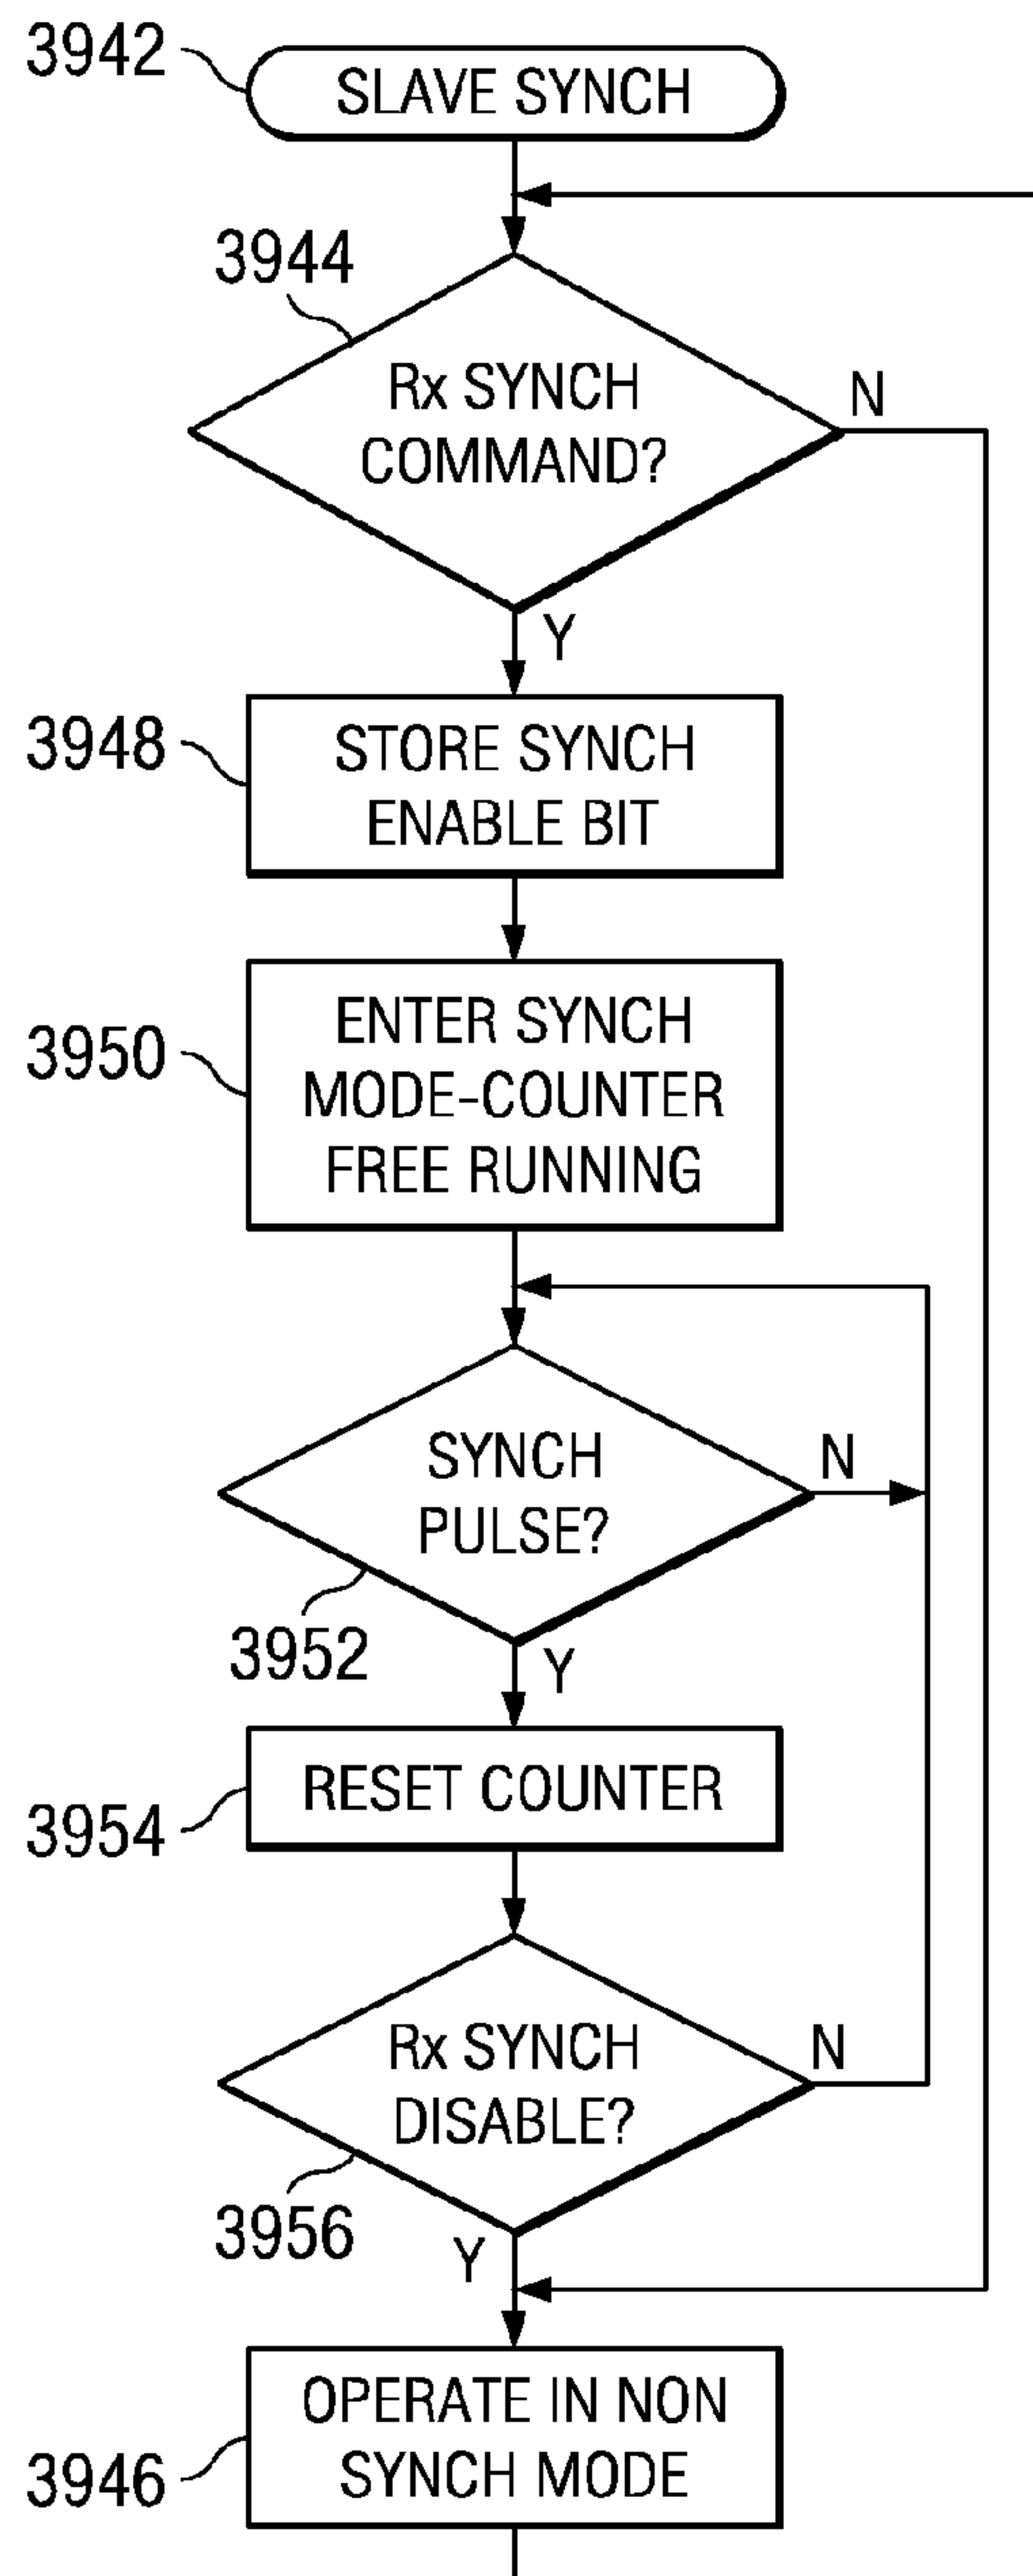 3942
SLAVE SYNCH
3944
Rx SYNCH
COMMAND?
N
Y
3948
STORE SYNCH
ENABLE BIT
3950
ENTER SYNCH
MODE-COUNTER
FREE RUNNING
SYNCH
PULSE?
N
3952
Y
RESET COUNTER
3954
Rx SYNCH
DISABLE?
N
3956
Y
OPERATE IN NON
SYNCH MODE
3946